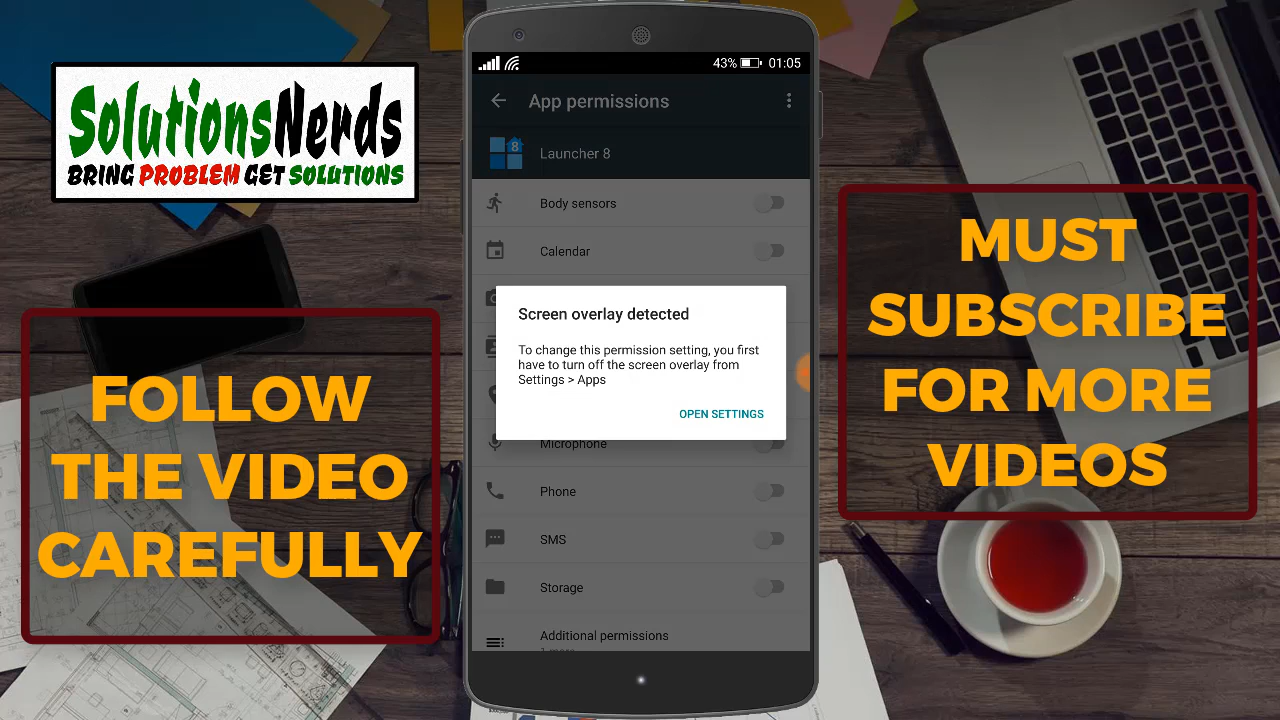 SolutionsNerds
BRING PROBLEM GET SOLUTIONS
FOLLOW
THE VIDEO
CAREFULLY
43% 01:05
App permissions
8
Launcher 8
Body sensors
Calendar
Screen overlay detected
To change this permission setting, you first
have to turn off the screen overlay from
Settings > Apps
OPEN SETTINGS
Microphone
Phone
SMS
Storage
Additional permissions
MUST
SUBSCRIBE
FOR MORE
VIDEOS